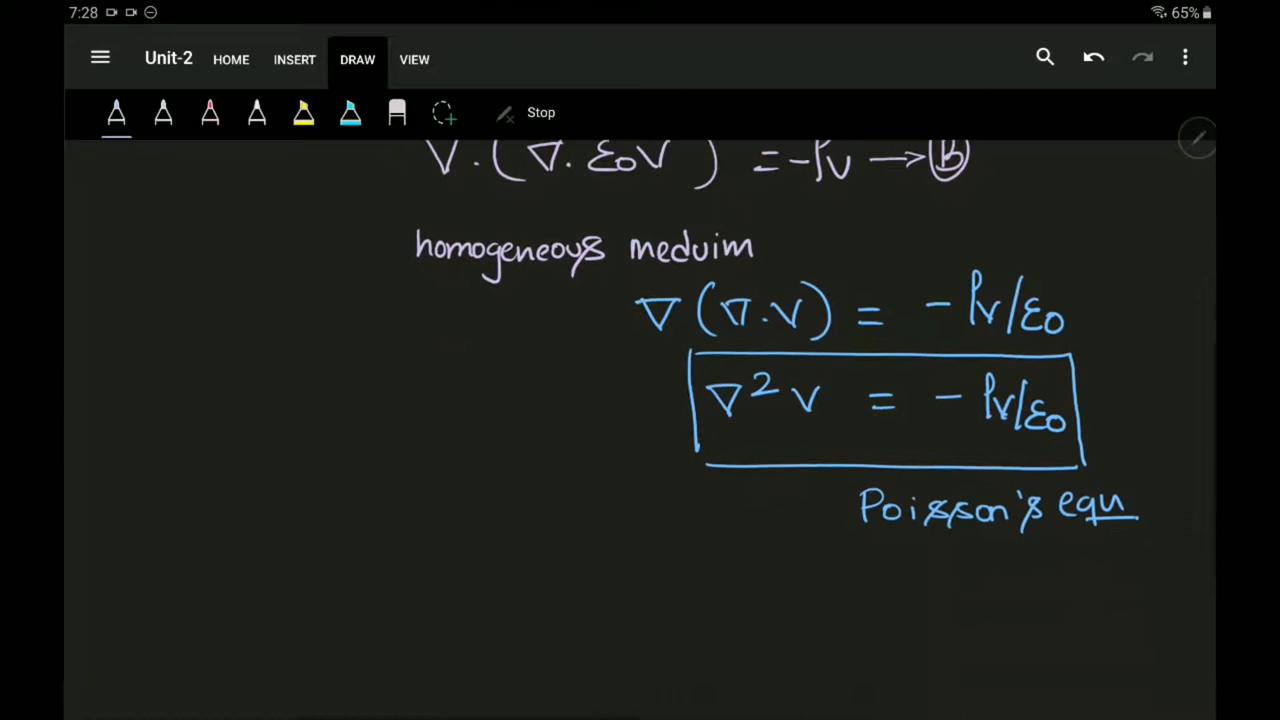 7:28 65%
Unit-2 HOME INSERT DRAW VIEW
Stop
∇.(∇.ε0V) = -ρv → B
homogeneous meduim
∇(∇.V) = -ρv/ε0
∇²V = -ρv/ε0
Poisson's equ